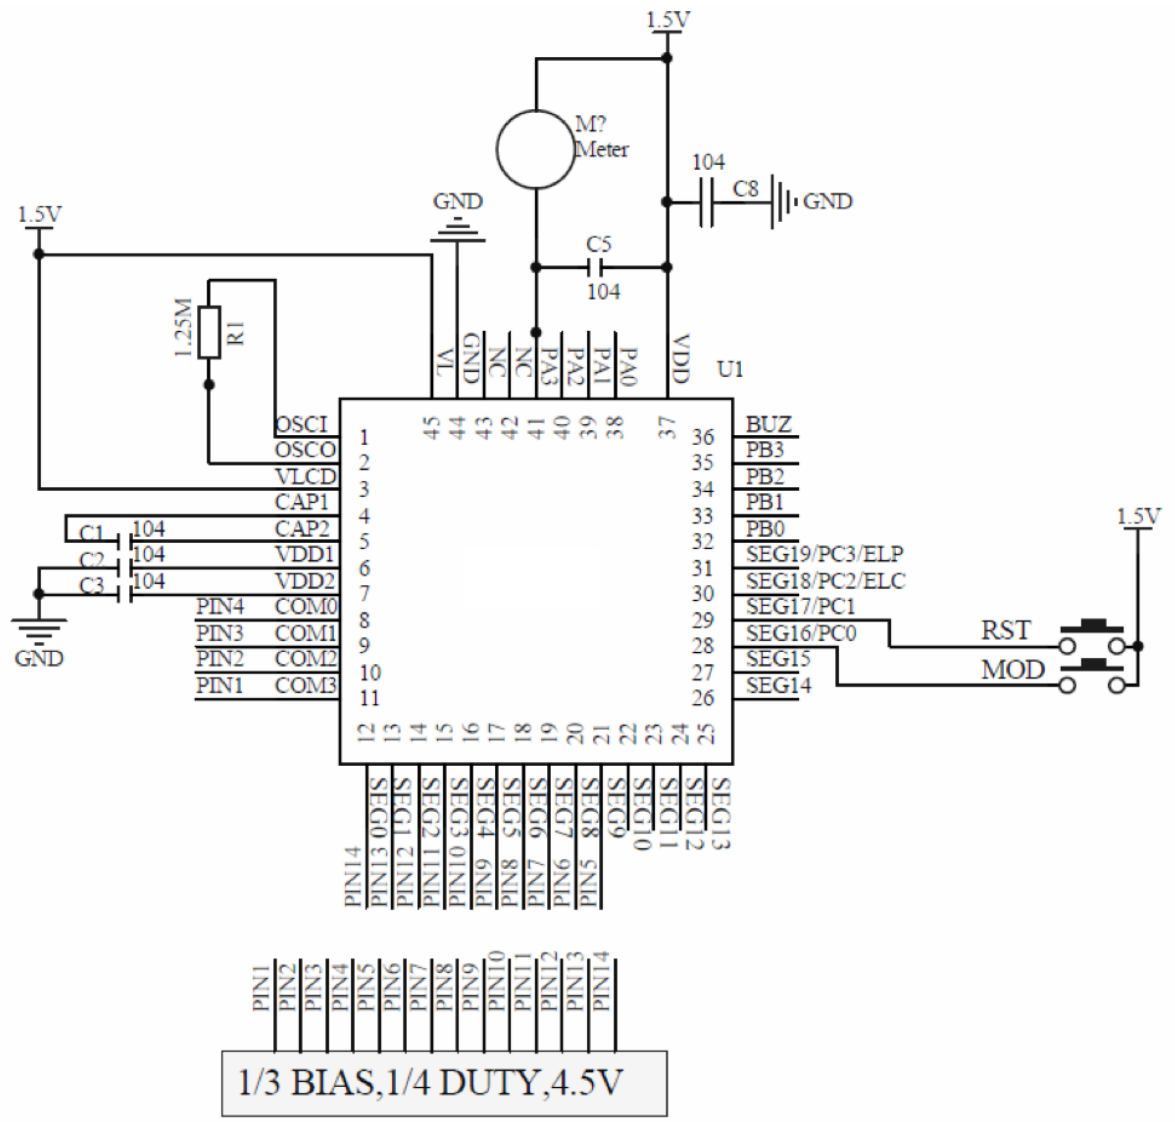 1.5V
M?
Meter
104
C8
GND
GND
1.5V
C5
104
1.25M
R1
VL
GND
NC
NC
PA3
PA2
PA1
PA0
VDD
U1
45
44
43
42
41
40
39
38
37
OSCI 1
OSCO 2
VLCD 3
CAP1 4
C1 104 CAP2 5
C2 104 VDD1 6
C3 104 VDD2 7
PIN4 COM0 8
PIN3 COM1 9
PIN2 COM2 10
PIN1 COM3 11
GND
36 BUZ
35 PB3
34 PB2
33 PB1
32 PB0
31 SEG19/PC3/ELP
30 SEG18/PC2/ELC
29 SEG17/PC1
28 SEG16/PC0
27 SEG15
26 SEG14
1.5V
RST
MOD
12
13
14
15
16
17
18
19
20
21
22
23
24
25
SEG0
SEG1
SEG2
SEG3
SEG4
SEG5
SEG6
SEG7
SEG8
SEG9
SEG10
SEG11
SEG12
SEG13
PIN14
PIN13
PIN12
PIN11
PIN10
PIN9
PIN8
PIN7
PIN6
PIN5
PIN1
PIN2
PIN3
PIN4
PIN5
PIN6
PIN7
PIN8
PIN9
PIN10
PIN11
PIN12
PIN13
PIN14
1/3 BIAS,1/4 DUTY,4.5V